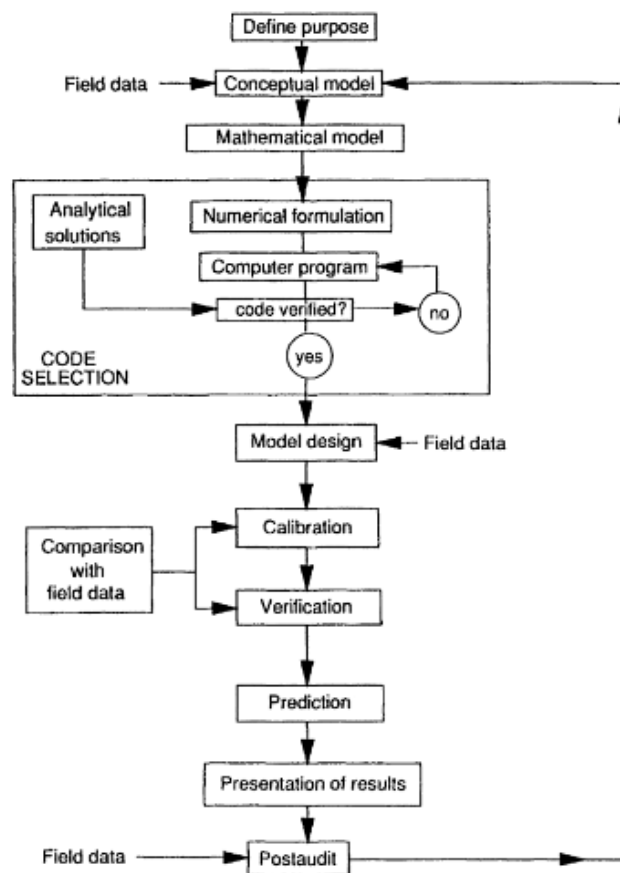 Define purpose
Field data
Conceptual model
Mathematical model
Analytical
solutions
Numerical formulation
Computer program
code verified?
no
yes
CODE
SELECTION
Model design
Field data
Calibration
Comparison
with
field data
Verification
Prediction
Presentation of results
Field data
Postaudit